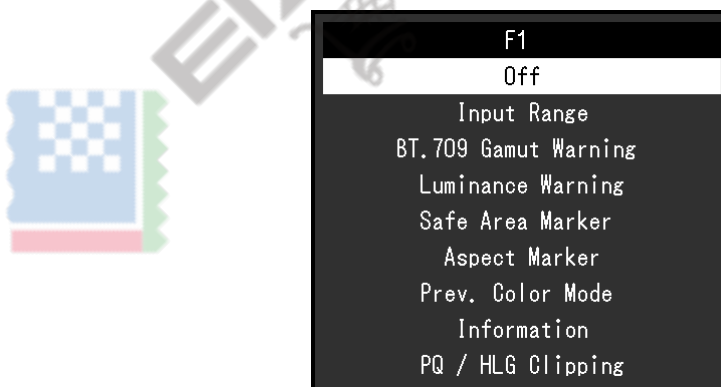 EIZO
F1
Off
Input Range
BT.709 Gamut Warning
Luminance Warning
Safe Area Marker
Aspect Marker
Prev. Color Mode
Information
PQ / HLG Clipping